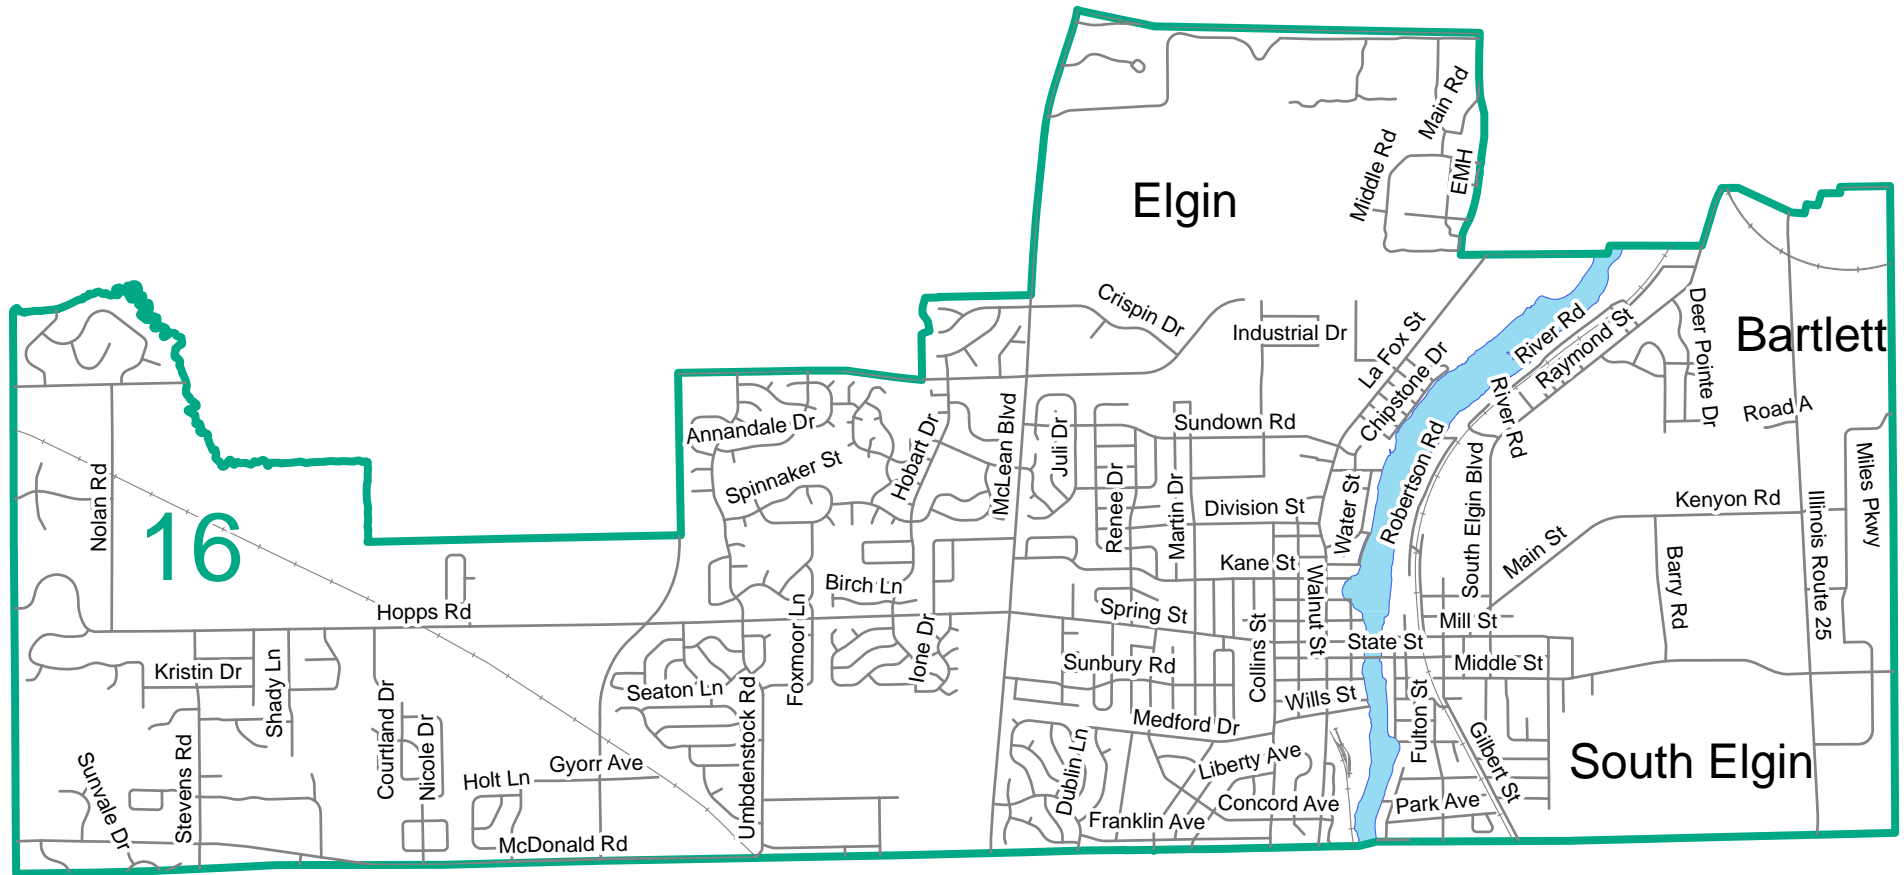 Main Rd
Middle Rd
EMH
Elgin
Crispin Dr
Industrial Dr
La Fox St
Chipstone Dr
River Rd
Raymond St
Deer Pointe Dr
Bartlett
Road A
River Rd
Robertson Rd
South Elgin Blvd
Miles Pkwy
Illinois Route 25
Kenyon Rd
Main St
Barry Rd
Annandale Dr
Spinnaker St
Hobart Dr
McLean Blvd
Juli Dr
Renee Dr
Sundown Rd
Martin Dr
Division St
Water St
Kane St
Walnut St
Nolan Rd
16
Hopps Rd
Birch Ln
Foxmoor Ln
Ione Dr
Spring St
Collins St
Mill St
State St
Middle St
Kristin Dr
Shady Ln
Courtland Dr
Nicole Dr
Seaton Ln
Umbdenstock Rd
Sunbury Rd
Wills St
Medford Dr
Fulton St
Gilbert St
South Elgin
Sunvale Dr
Stevens Rd
Holt Ln
Gyorr Ave
McDonald Rd
Dublin Ln
Liberty Ave
Concord Ave
Franklin Ave
Park Ave